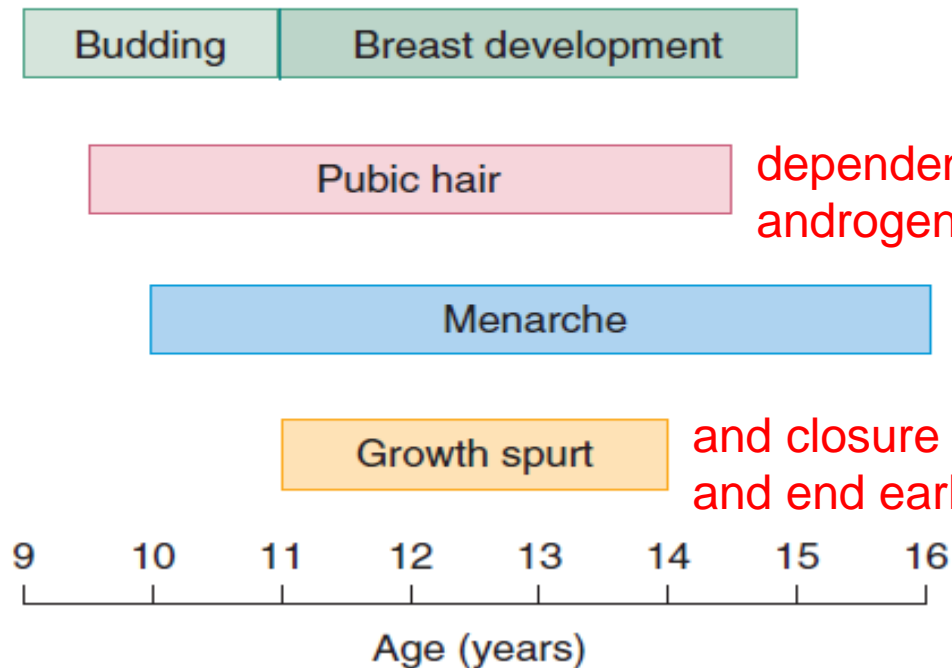 Budding Breast development
Pubic hair
androgen
Menarche
and closure
Growth spurt
and end
9 10 11 12 13 14 15 16
Age (years)